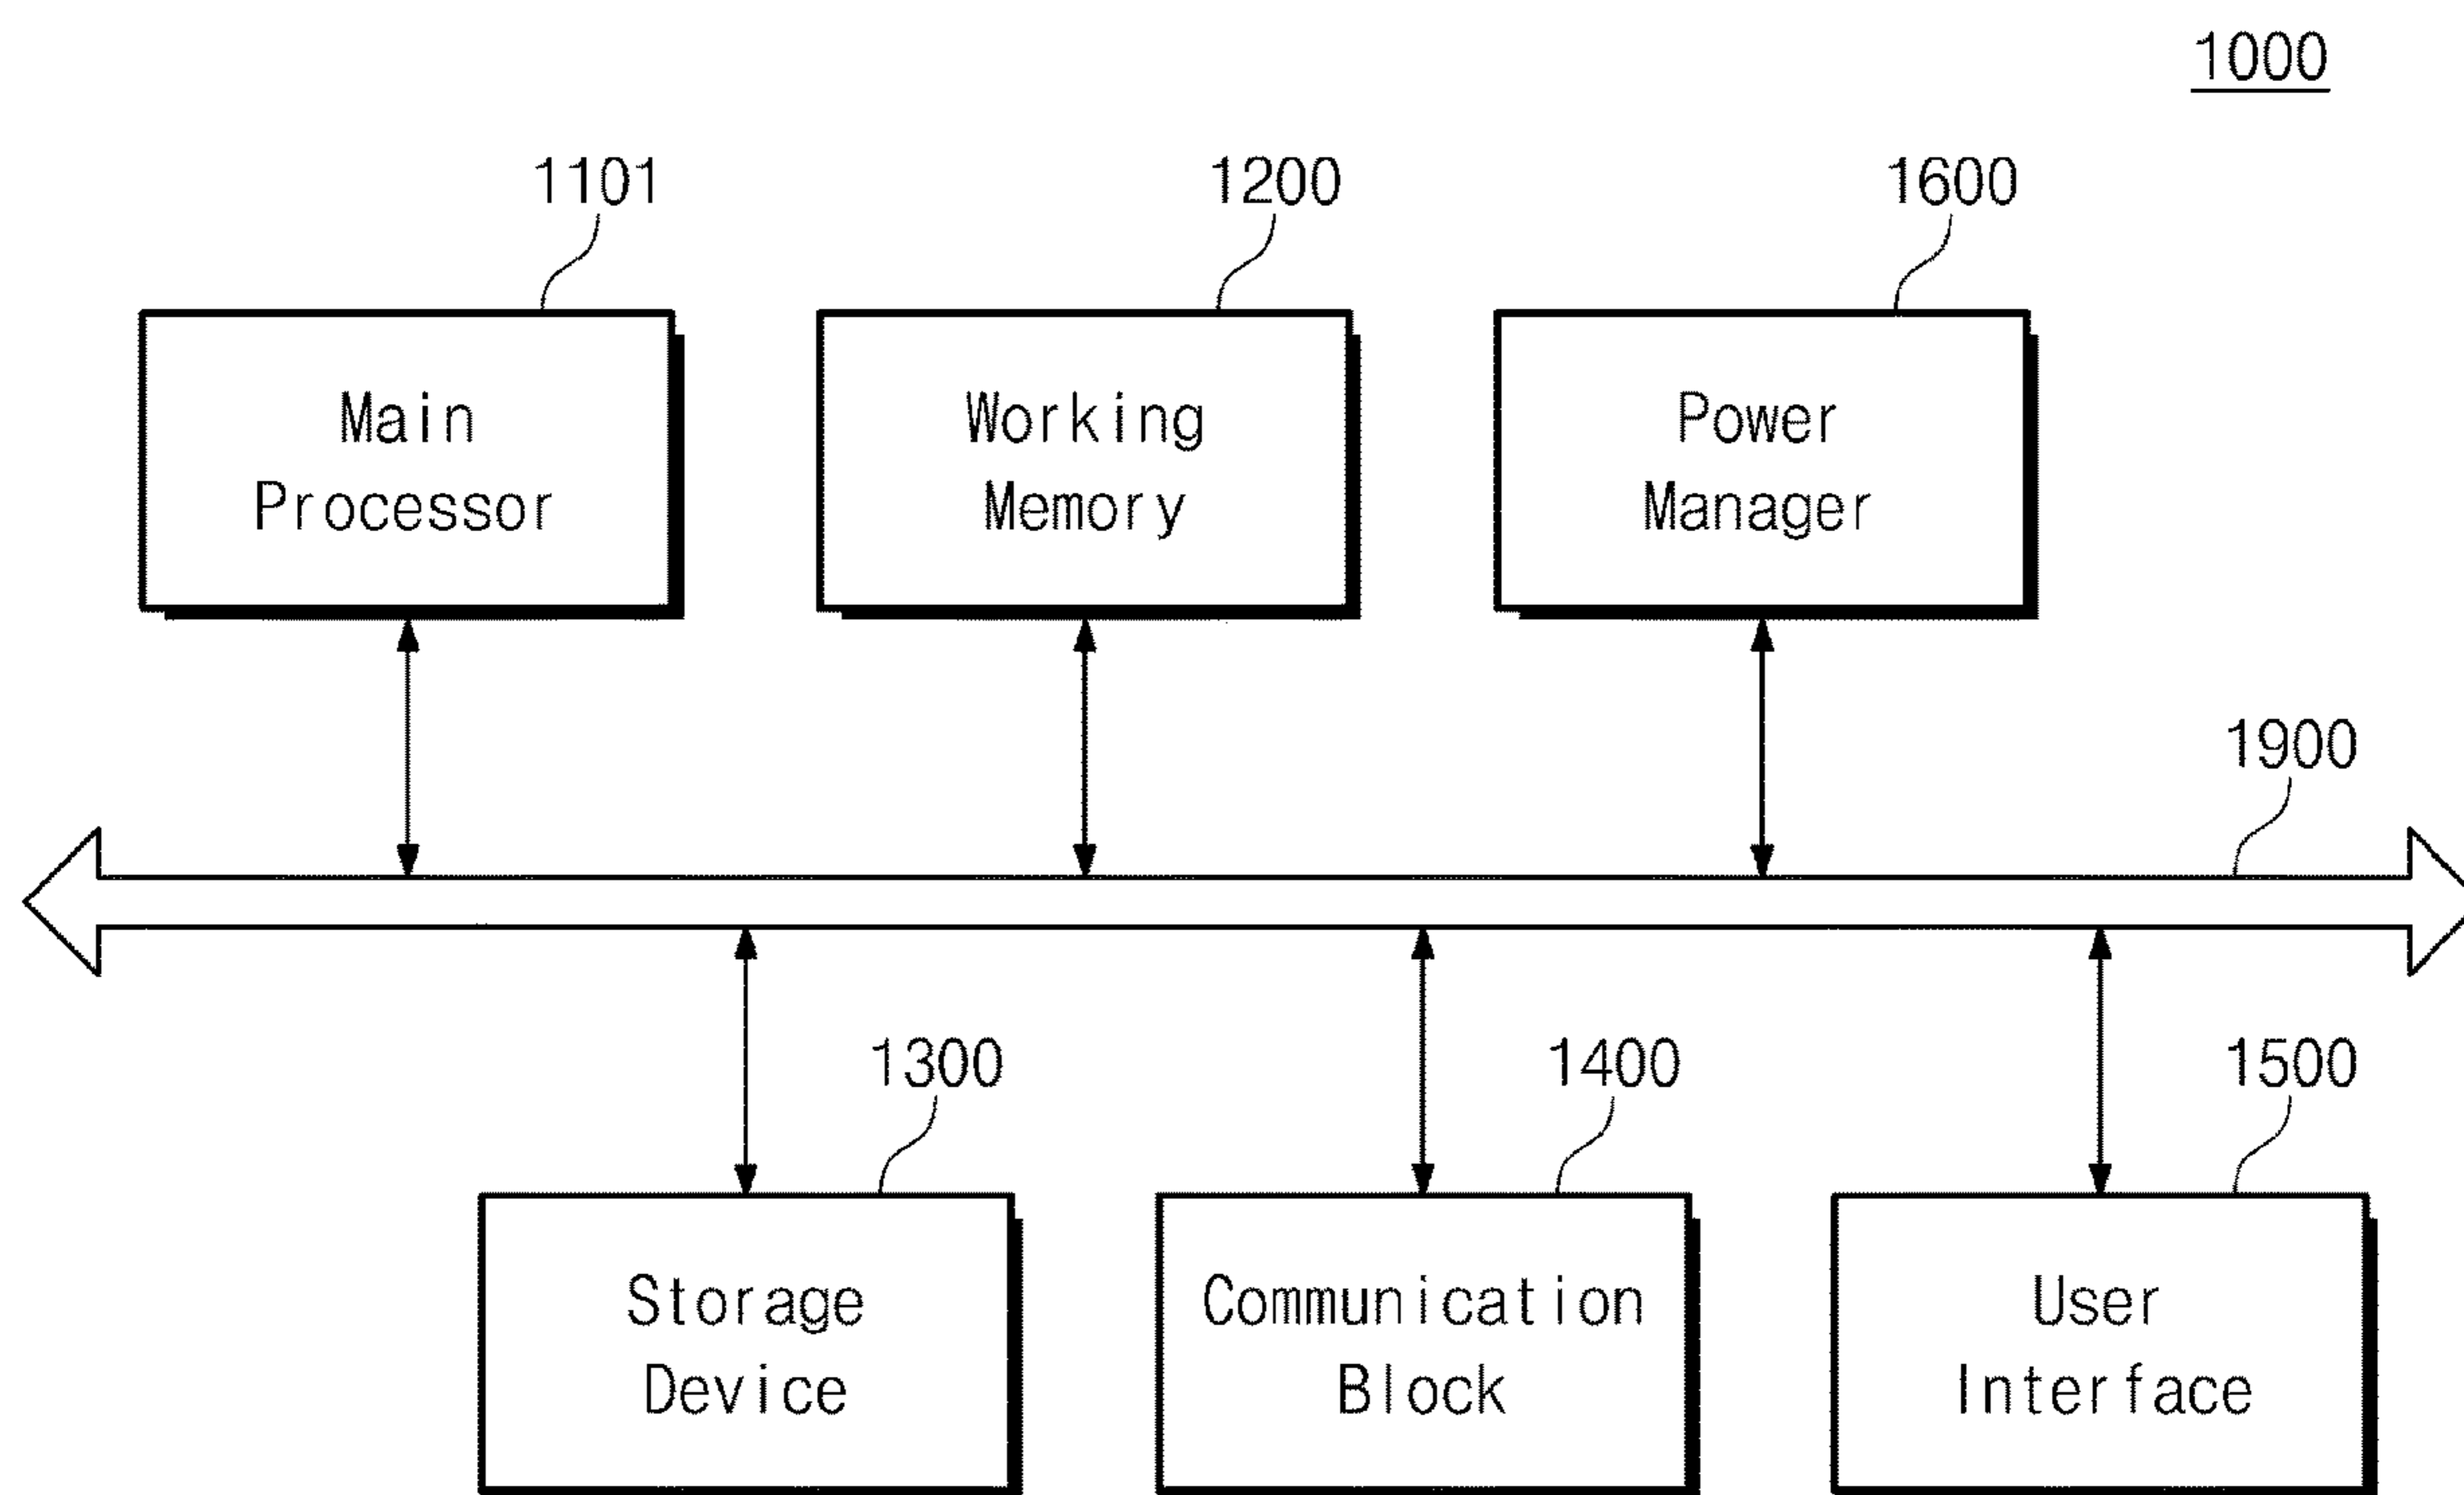 1000
1101
1200
1600
Main
Processor
Working
Memory
Power
Manager
1900
1300
1400
1500
Storage
Device
Communication
Block
User
Interface